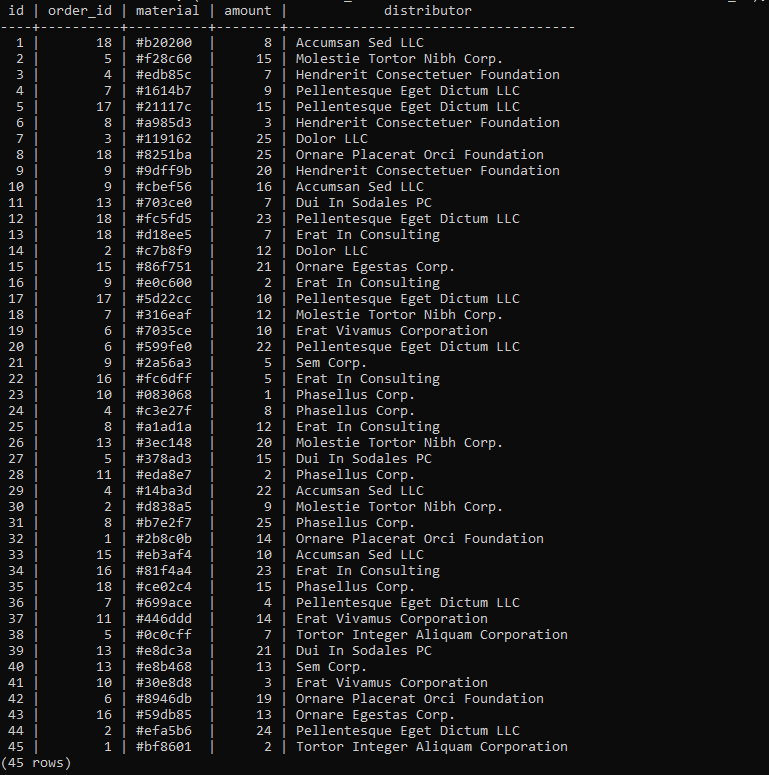 id | order_id | material | amount |            distributor
----+----------+----------+--------+------------------------------------
  1 |       18 | #b20200  |      8 | Accumsan Sed LLC
  2 |        5 | #f28c60  |     15 | Molestie Tortor Nibh Corp.
  3 |        4 | #edb85c  |      7 | Hendrerit Consectetuer Foundation
  4 |        7 | #1614b7  |      9 | Pellentesque Eget Dictum LLC
  5 |       17 | #21117c  |     15 | Pellentesque Eget Dictum LLC
  6 |        8 | #a985d3  |      3 | Hendrerit Consectetuer Foundation
  7 |        3 | #119162  |     25 | Dolor LLC
  8 |       18 | #8251ba  |     25 | Ornare Placerat Orci Foundation
  9 |        9 | #9dff9b  |     20 | Hendrerit Consectetuer Foundation
 10 |        9 | #cbef56  |     16 | Accumsan Sed LLC
 11 |       13 | #703ce0  |      7 | Dui In Sodales PC
 12 |       18 | #fc5fd5  |     23 | Pellentesque Eget Dictum LLC
 13 |       18 | #d18ee5  |      7 | Erat In Consulting
 14 |        2 | #c7b8f9  |     12 | Dolor LLC
 15 |       15 | #86f751  |     21 | Ornare Egestas Corp.
 16 |        9 | #e0c600  |      2 | Erat In Consulting
 17 |       17 | #5d22cc  |     10 | Pellentesque Eget Dictum LLC
 18 |        7 | #316eaf  |     12 | Molestie Tortor Nibh Corp.
 19 |        6 | #7035ce  |     10 | Erat Vivamus Corporation
 20 |        6 | #599fe0  |     22 | Pellentesque Eget Dictum LLC
 21 |        9 | #2a56a3  |      5 | Sem Corp.
 22 |       16 | #fc6dff  |      5 | Erat In Consulting
 23 |       10 | #083068  |      1 | Phasellus Corp.
 24 |        4 | #c3e27f  |      8 | Phasellus Corp.
 25 |        8 | #a1ad1a  |     12 | Erat In Consulting
 26 |       13 | #3ec148  |     20 | Molestie Tortor Nibh Corp.
 27 |        5 | #378ad3  |     15 | Dui In Sodales PC
 28 |       11 | #eda8e7  |      2 | Phasellus Corp.
 29 |        4 | #14ba3d  |     22 | Accumsan Sed LLC
 30 |        2 | #d838a5  |      9 | Molestie Tortor Nibh Corp.
 31 |        8 | #b7e2f7  |     25 | Phasellus Corp.
 32 |        1 | #2b8c0b  |     14 | Ornare Placerat Orci Foundation
 33 |       15 | #eb3af4  |     10 | Accumsan Sed LLC
 34 |       16 | #81f4a4  |     23 | Erat In Consulting
 35 |       18 | #ce02c4  |     15 | Phasellus Corp.
 36 |        7 | #699ace  |      4 | Pellentesque Eget Dictum LLC
 37 |       11 | #446ddd  |     14 | Erat Vivamus Corporation
 38 |        5 | #0c0cff  |      7 | Tortor Integer Aliquam Corporation
 39 |       13 | #e8dc3a  |     21 | Dui In Sodales PC
 40 |       13 | #e8b468  |     13 | Sem Corp.
 41 |       10 | #30e8d8  |      3 | Erat Vivamus Corporation
 42 |        6 | #8946db  |     19 | Ornare Placerat Orci Foundation
 43 |       16 | #59db85  |     13 | Ornare Egestas Corp.
 44 |        2 | #efa5b6  |     24 | Pellentesque Eget Dictum LLC
 45 |        1 | #bf8601  |      2 | Tortor Integer Aliquam Corporation
(45 rows)